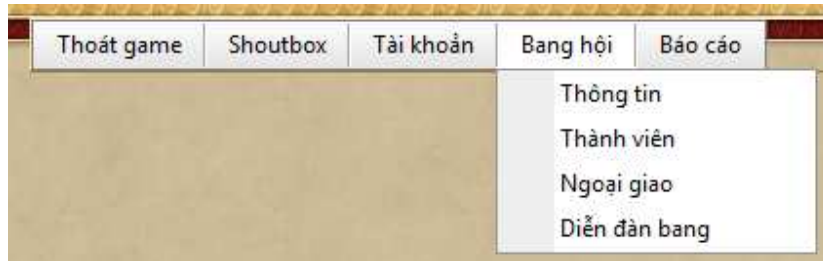 Thoát game Shoutbox Tài khoản Bang hội Báo cáo
Thông tin
Thành viên
Ngoại giao
Diễn đàn bang